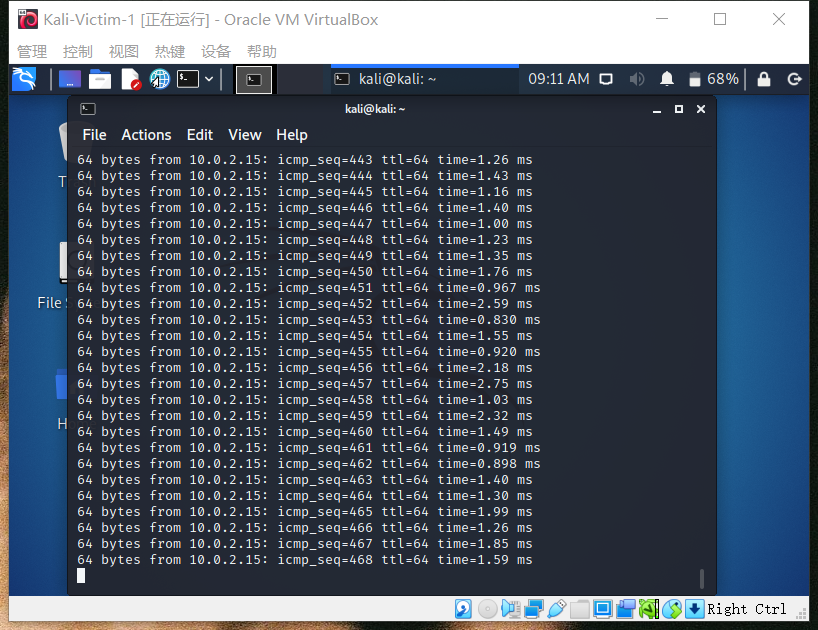 Kali-Victim-1 [正在运行] - Oracle VM VirtualBox
管理 控制 视图 热键 设备 帮助
kali@kali: ~ 09:11 AM 68%
kali@kali: ~
File Actions Edit View Help
64 bytes from 10.0.2.15: icmp_seq=443 ttl=64 time=1.26 ms
64 bytes from 10.0.2.15: icmp_seq=444 ttl=64 time=1.43 ms
64 bytes from 10.0.2.15: icmp_seq=445 ttl=64 time=1.16 ms
64 bytes from 10.0.2.15: icmp_seq=446 ttl=64 time=1.40 ms
64 bytes from 10.0.2.15: icmp_seq=447 ttl=64 time=1.00 ms
64 bytes from 10.0.2.15: icmp_seq=448 ttl=64 time=1.23 ms
64 bytes from 10.0.2.15: icmp_seq=449 ttl=64 time=1.35 ms
64 bytes from 10.0.2.15: icmp_seq=450 ttl=64 time=1.76 ms
64 bytes from 10.0.2.15: icmp_seq=451 ttl=64 time=0.967 ms
64 bytes from 10.0.2.15: icmp_seq=452 ttl=64 time=2.59 ms
64 bytes from 10.0.2.15: icmp_seq=453 ttl=64 time=0.830 ms
64 bytes from 10.0.2.15: icmp_seq=454 ttl=64 time=1.55 ms
64 bytes from 10.0.2.15: icmp_seq=455 ttl=64 time=0.920 ms
64 bytes from 10.0.2.15: icmp_seq=456 ttl=64 time=2.18 ms
64 bytes from 10.0.2.15: icmp_seq=457 ttl=64 time=2.75 ms
64 bytes from 10.0.2.15: icmp_seq=458 ttl=64 time=1.03 ms
64 bytes from 10.0.2.15: icmp_seq=459 ttl=64 time=2.32 ms
64 bytes from 10.0.2.15: icmp_seq=460 ttl=64 time=1.49 ms
64 bytes from 10.0.2.15: icmp_seq=461 ttl=64 time=0.919 ms
64 bytes from 10.0.2.15: icmp_seq=462 ttl=64 time=0.898 ms
64 bytes from 10.0.2.15: icmp_seq=463 ttl=64 time=1.40 ms
64 bytes from 10.0.2.15: icmp_seq=464 ttl=64 time=1.30 ms
64 bytes from 10.0.2.15: icmp_seq=465 ttl=64 time=1.99 ms
64 bytes from 10.0.2.15: icmp_seq=466 ttl=64 time=1.26 ms
64 bytes from 10.0.2.15: icmp_seq=467 ttl=64 time=1.85 ms
64 bytes from 10.0.2.15: icmp_seq=468 ttl=64 time=1.59 ms
File
Right Ctrl